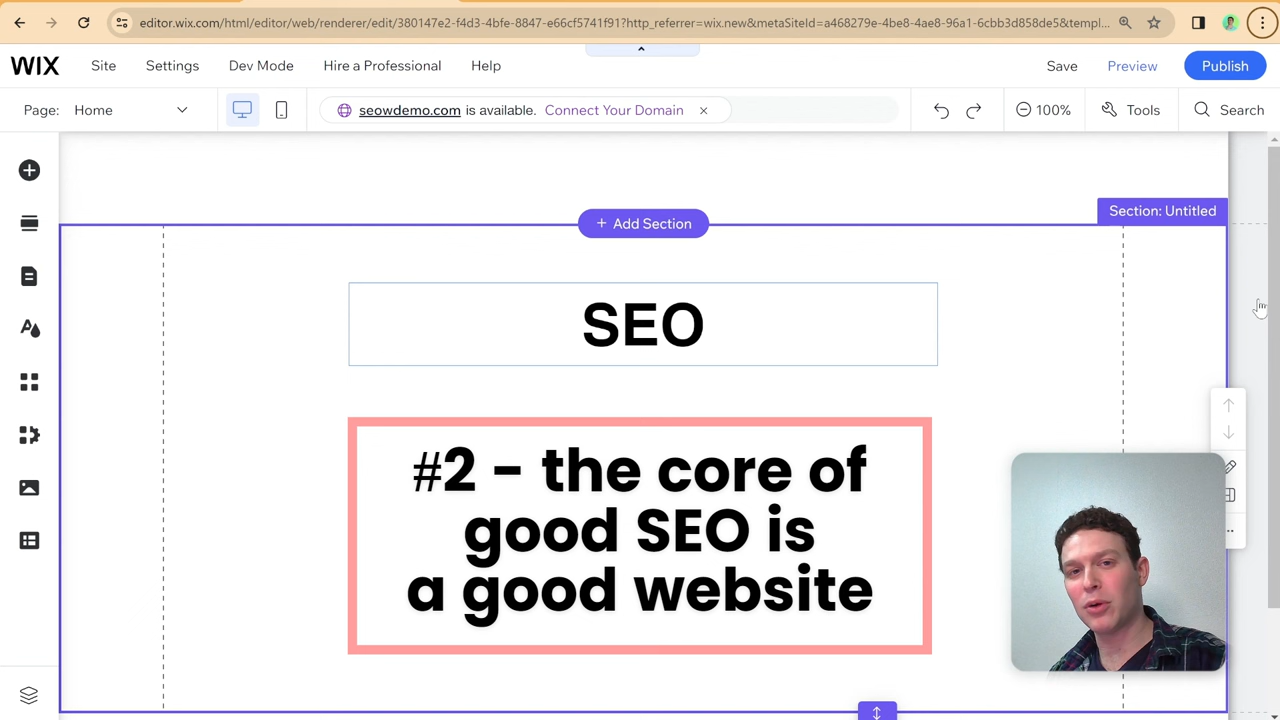 editor.wix.com/html/editor/web/renderer/edit/380147e2-f4d3-4bfe-8847-e66cf5741f91?http_referrer=wix.new&metaSiteId=a468279e-4be8-4ae8-96a1-6cbb3d858de5&templ...
WIX Site Settings Dev Mode Hire a Professional Help Save Preview Publish
Page: Home seowdemo.com is available. Connect Your Domain 100% Tools Search
Section: Untitled
+ Add Section
SEO
#2 - the core of
good SEO is
a good website